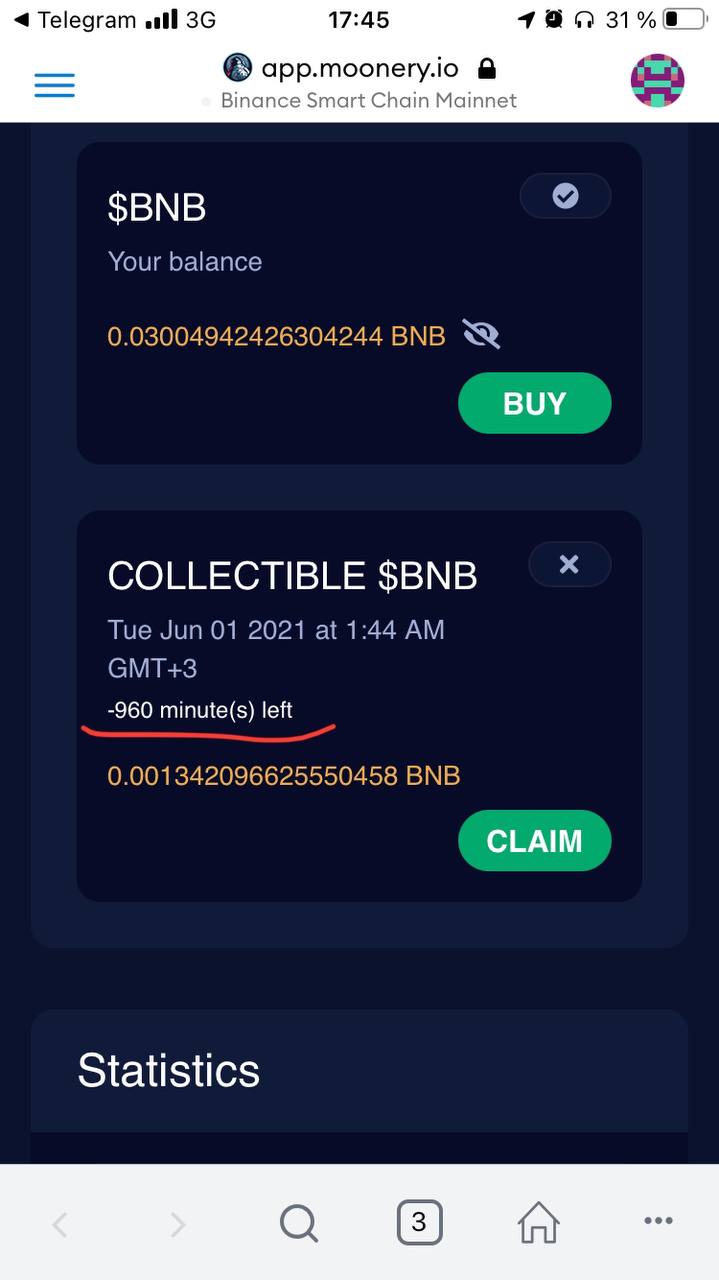 Telegram 3G 17:45 31 %
app.moonery.io
Binance Smart Chain Mainnet
$BNB
Your balance
0.03004942426304244 BNB
BUY
COLLECTIBLE $BNB
Tue Jun 01 2021 at 1:44 AM
GMT+3
-960 minute(s) left
0.001342096625550458 BNB
CLAIM
Statistics
3